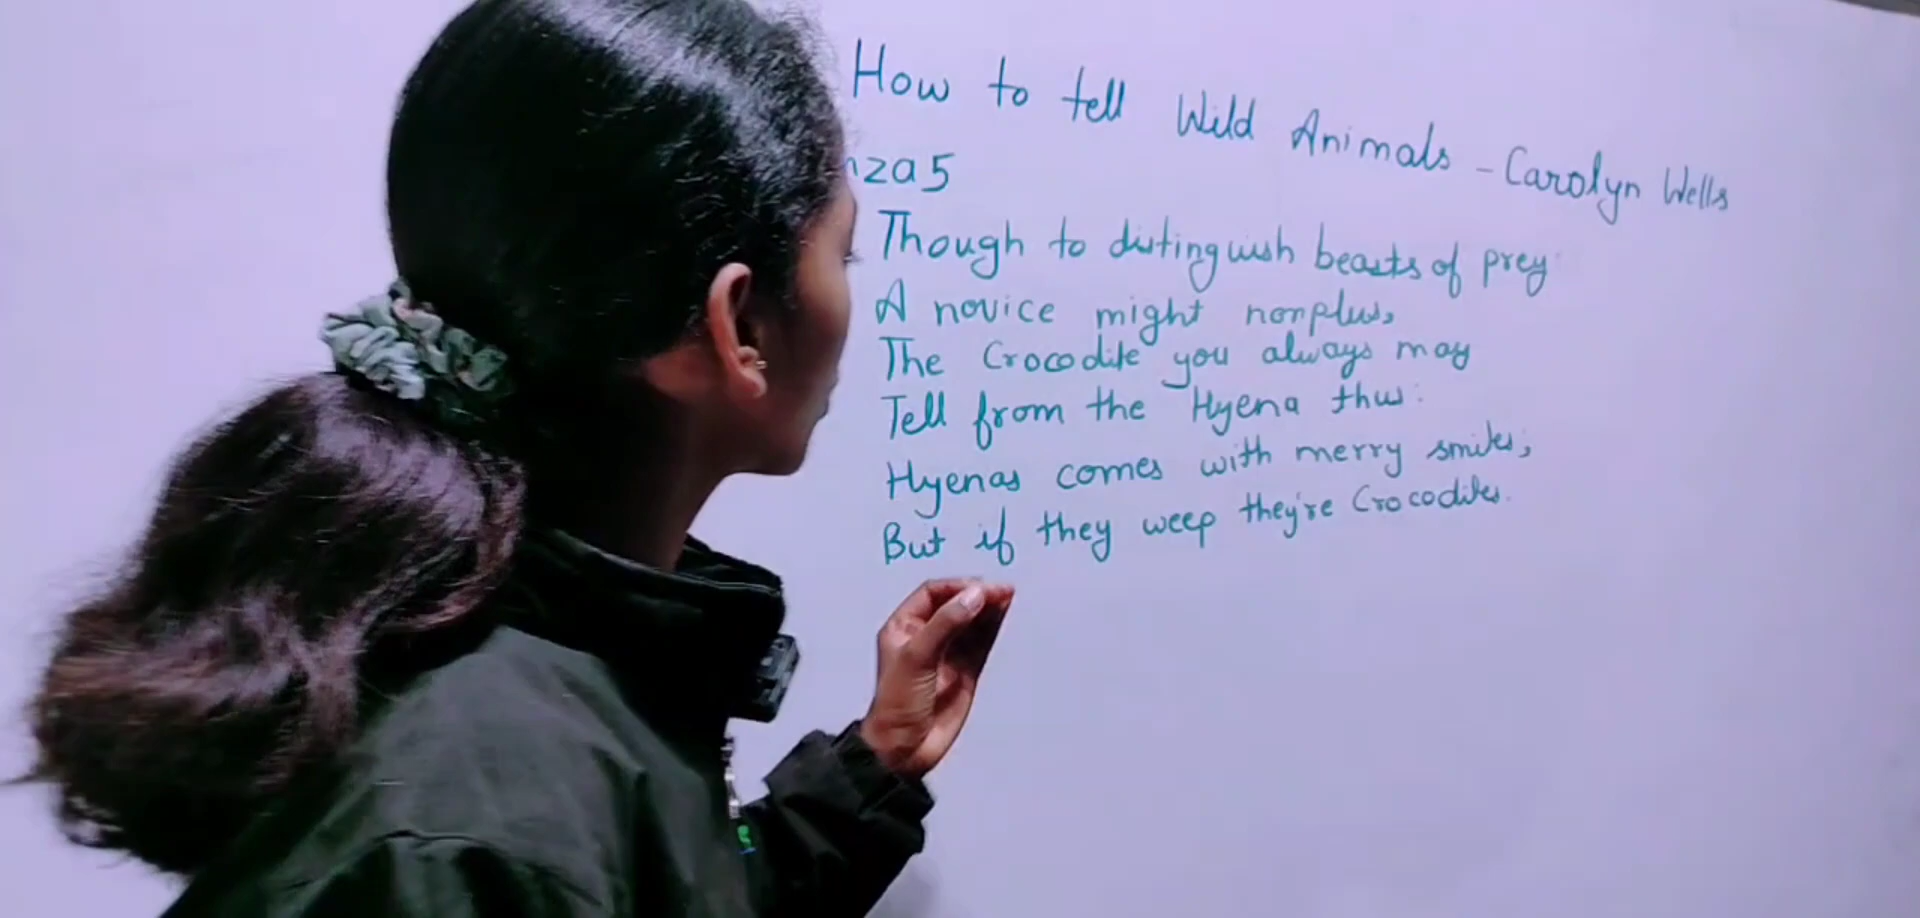 How to tell Wild Animals - Carolyn Wells
nza 5
Though to distinguish beasts of prey
A novice might nonplus,
The Crocodile you always may
Tell from the Hyena thus:
Hyenas comes with merry smiles,
But if they weep they're Crocodiles.